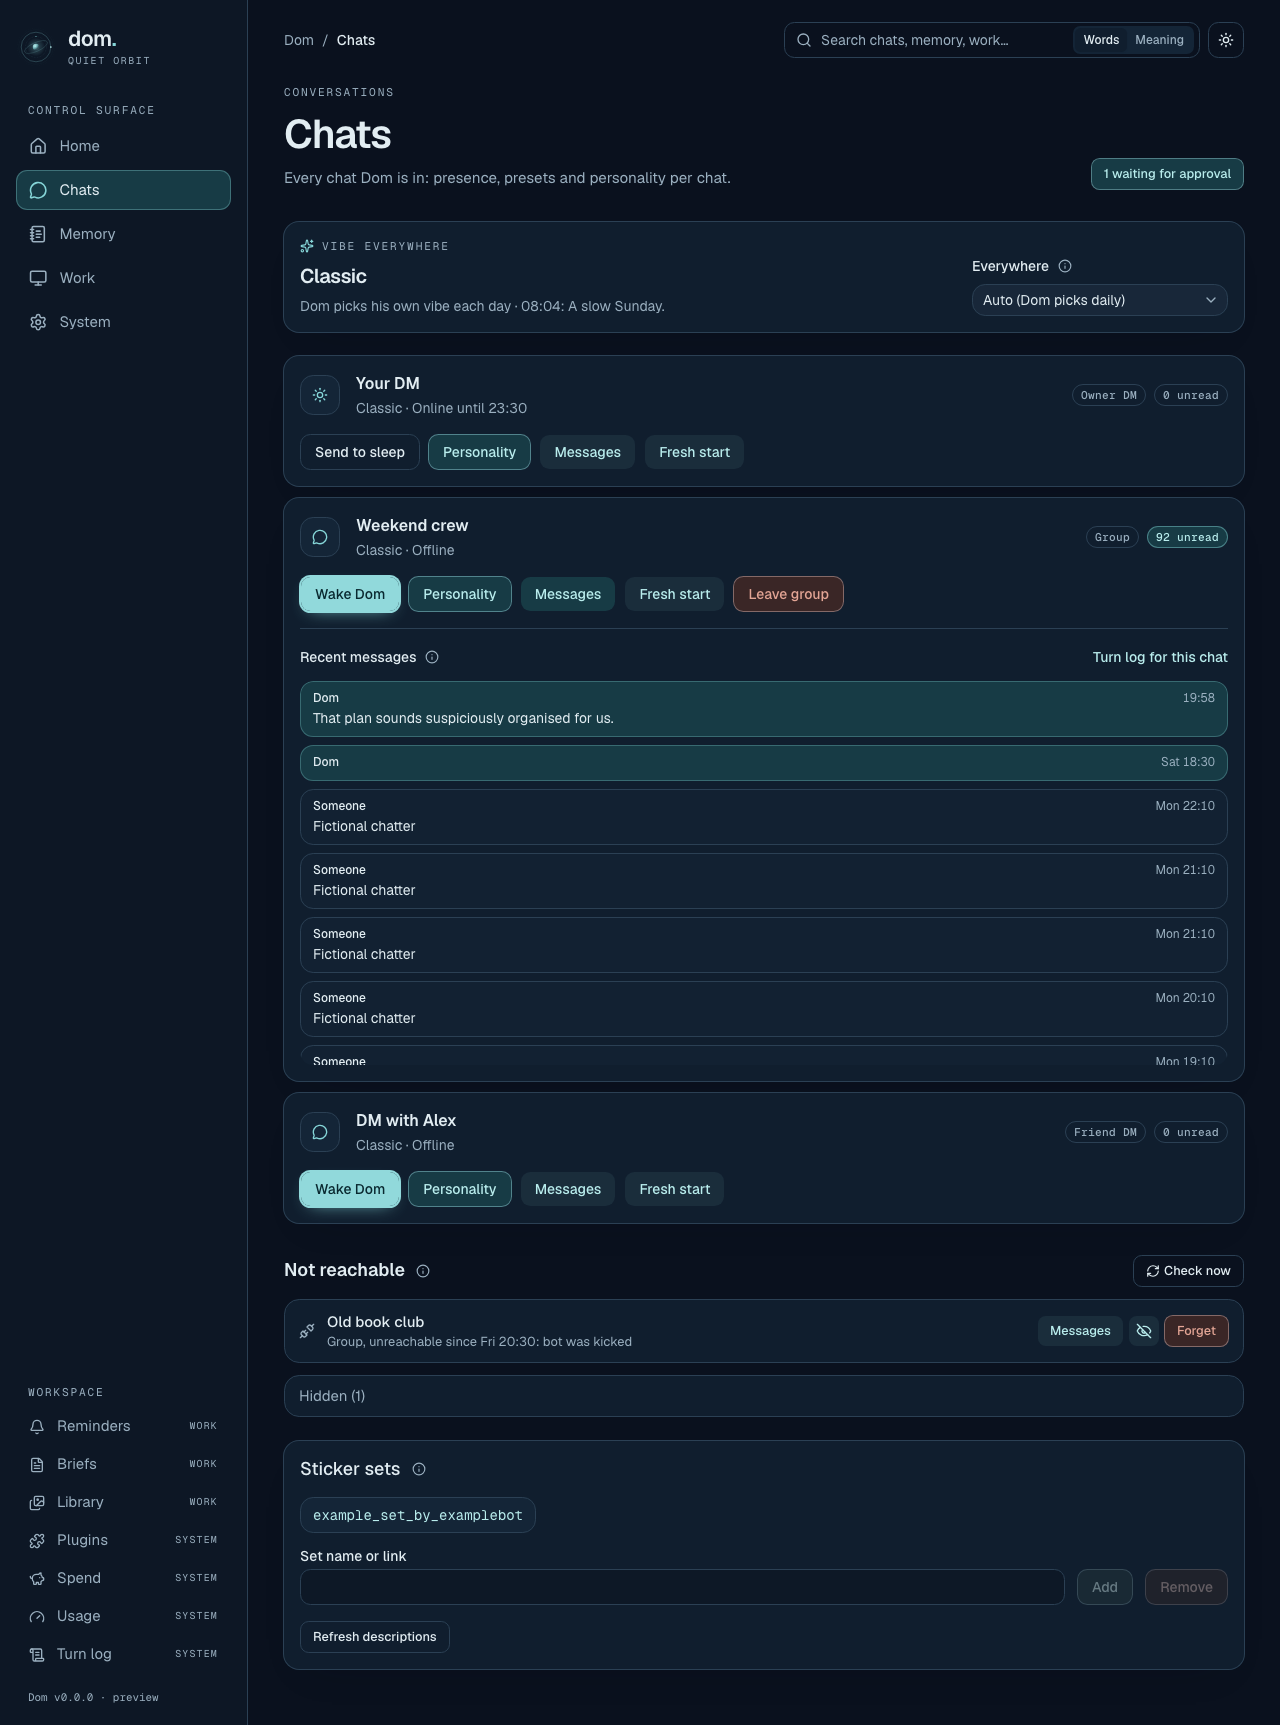 dom.
QUIET ORBIT
CONTROL SURFACE
Home
Chats
Memory
Work
System
WORKSPACE
Reminders WORK
Briefs WORK
Library WORK
Plugins SYSTEM
Spend SYSTEM
Usage SYSTEM
Turn log SYSTEM
Dom v0.0.0 · preview
Dom / Chats
Search chats, memory, work…
Words Meaning
CONVERSATIONS
Chats
Every chat Dom is in: presence, presets and personality per chat.
1 waiting for approval
VIBE EVERYWHERE
Classic
Dom picks his own vibe each day · 08:04: A slow Sunday.
Everywhere
Auto (Dom picks daily)
Your DM
Classic · Online until 23:30
Owner DM 0 unread
Send to sleep Personality Messages Fresh start
Weekend crew
Classic · Offline
Group 92 unread
Wake Dom Personality Messages Fresh start Leave group
Recent messages Turn log for this chat
Dom 19:58
That plan sounds suspiciously organised for us.
Dom Sat 18:30
Someone Mon 22:10
Fictional chatter
Someone Mon 21:10
Fictional chatter
Someone Mon 21:10
Fictional chatter
Someone Mon 20:10
Fictional chatter
Someone Mon 19:10
DM with Alex
Classic · Offline
Friend DM 0 unread
Wake Dom Personality Messages Fresh start
Not reachable Check now
Old book club
Group, unreachable since Fri 20:30: bot was kicked
Messages Forget
Hidden (1)
Sticker sets
example_set_by_examplebot
Set name or link
Add Remove
Refresh descriptions